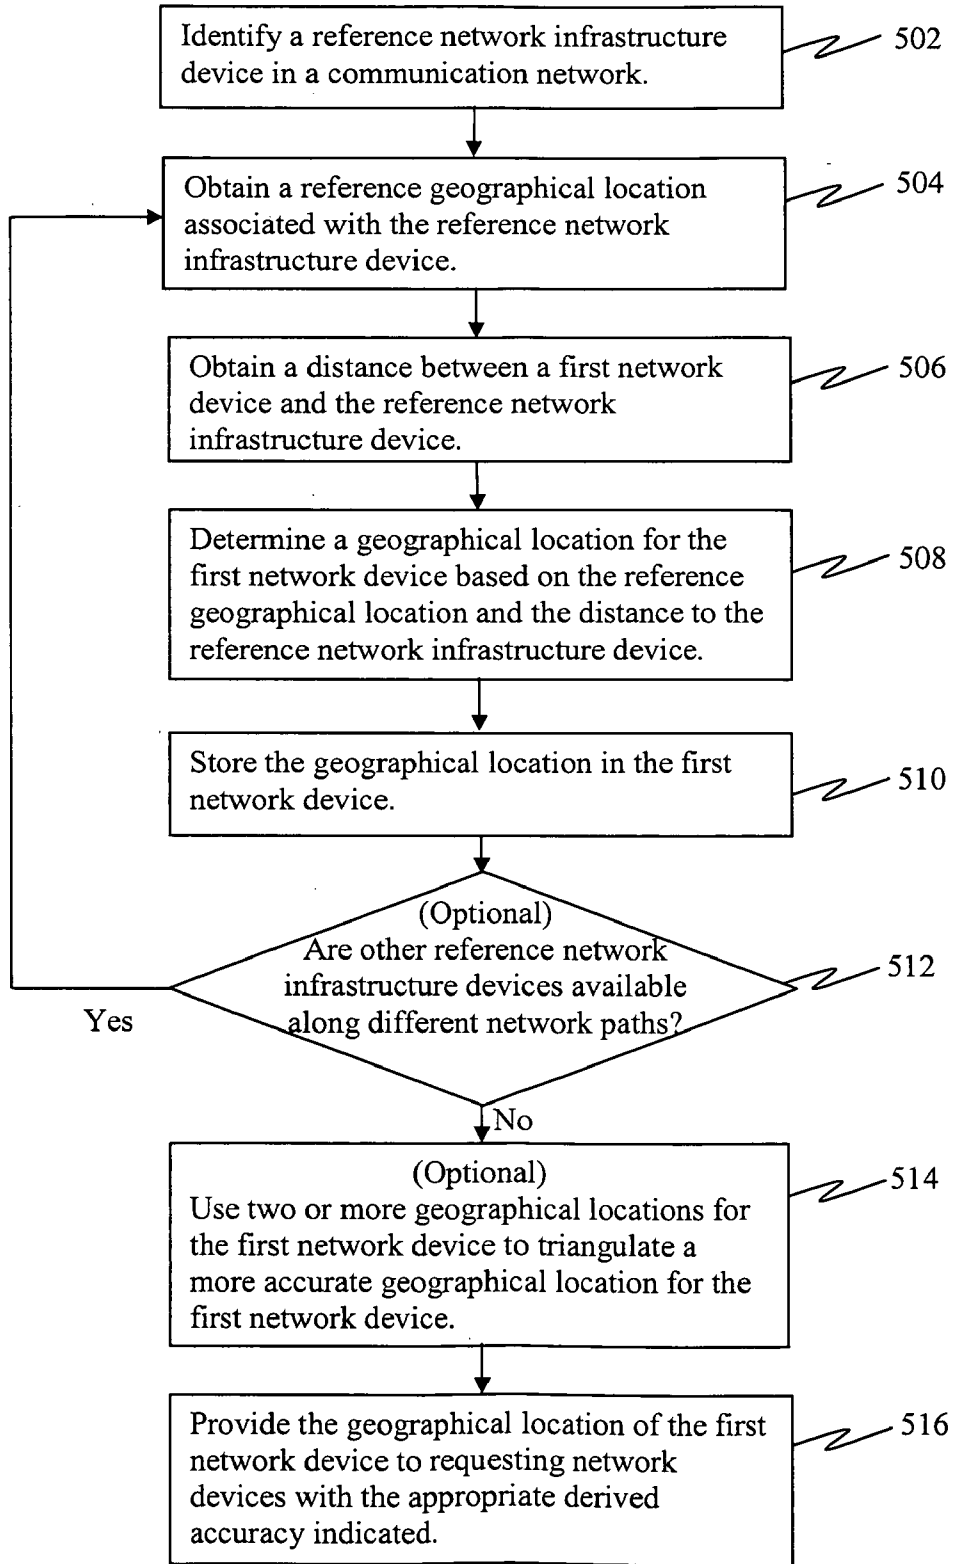 Identify a reference network infrastructure
device in a communication network.
502
Obtain a reference geographical location
associated with the reference network
infrastructure device.
504
Obtain a distance between a first network
device and the reference network
infrastructure device.
506
Determine a geographical location for the
first network device based on the reference
geographical location and the distance to the
reference network infrastructure device.
508
Store the geographical location in the first
network device.
510
(Optional)
Are other reference network
infrastructure devices available
along different network paths?
512
Yes
No
(Optional)
Use two or more geographical locations for
the first network device to triangulate a
more accurate geographical location for the
first network device.
514
Provide the geographical location of the first
network device to requesting network
devices with the appropriate derived
accuracy indicated.
516